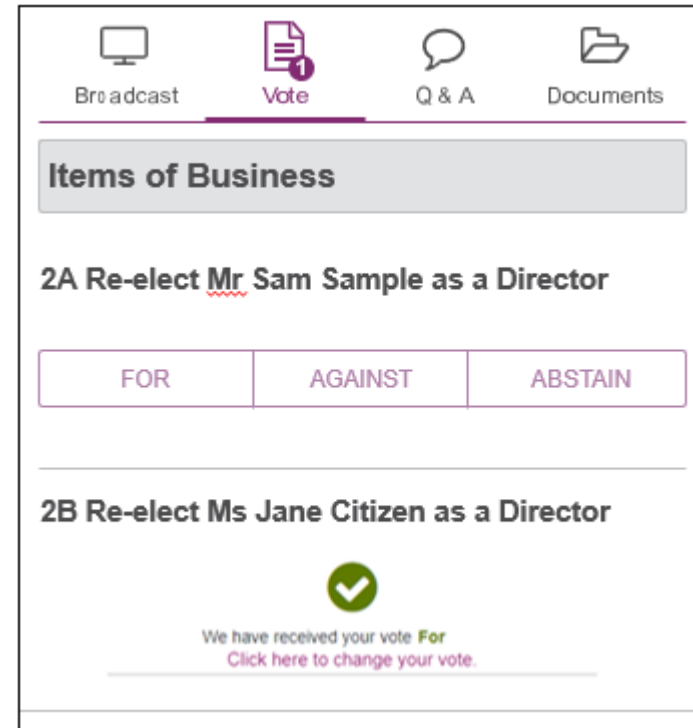 1
Broadcast Vote Q & A Documents
Items of Business
2A Re-elect Mr Sam Sample as a Director
FOR AGAINST ABSTAIN
2B Re-elect Ms Jane Citizen as a Director
We have received your vote For
Click here to change your vote.